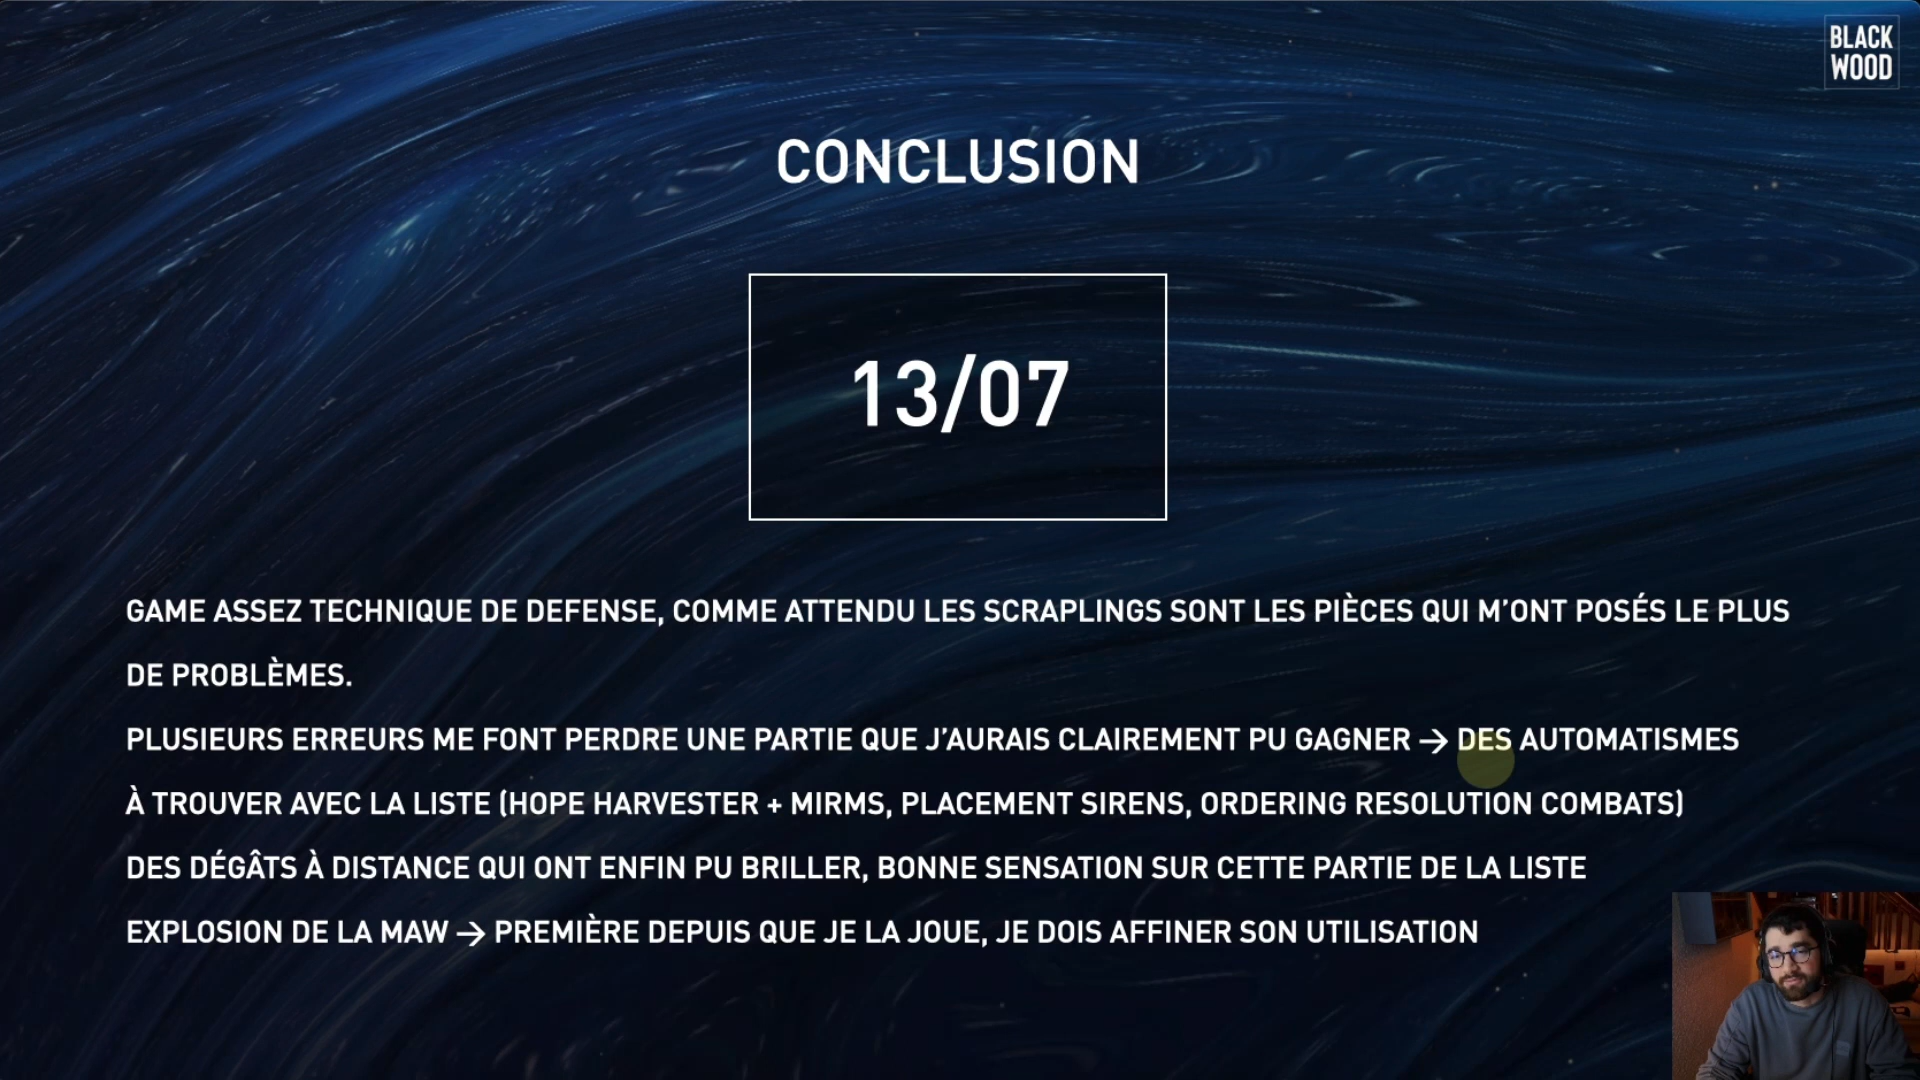 BLACK
WOOD
CONCLUSION
13/07
GAME ASSEZ TECHNIQUE DE DEFENSE, COMME ATTENDU LES SCRAPLINGS SONT LES PIÈCES QUI M’ONT POSÉS LE PLUS
DE PROBLÈMES.
PLUSIEURS ERREURS ME FONT PERDRE UNE PARTIE QUE J’AURAIS CLAIREMENT PU GAGNER → DES AUTOMATISMES
À TROUVER AVEC LA LISTE (HOPE HARVESTER + MIRMS, PLACEMENT SIRENS, ORDERING RESOLUTION COMBATS)
DES DÉGÂTS À DISTANCE QUI ONT ENFIN PU BRILLER, BONNE SENSATION SUR CETTE PARTIE DE LA LISTE
EXPLOSION DE LA MAW → PREMIÈRE DEPUIS QUE JE LA JOUE, JE DOIS AFFINER SON UTILISATION